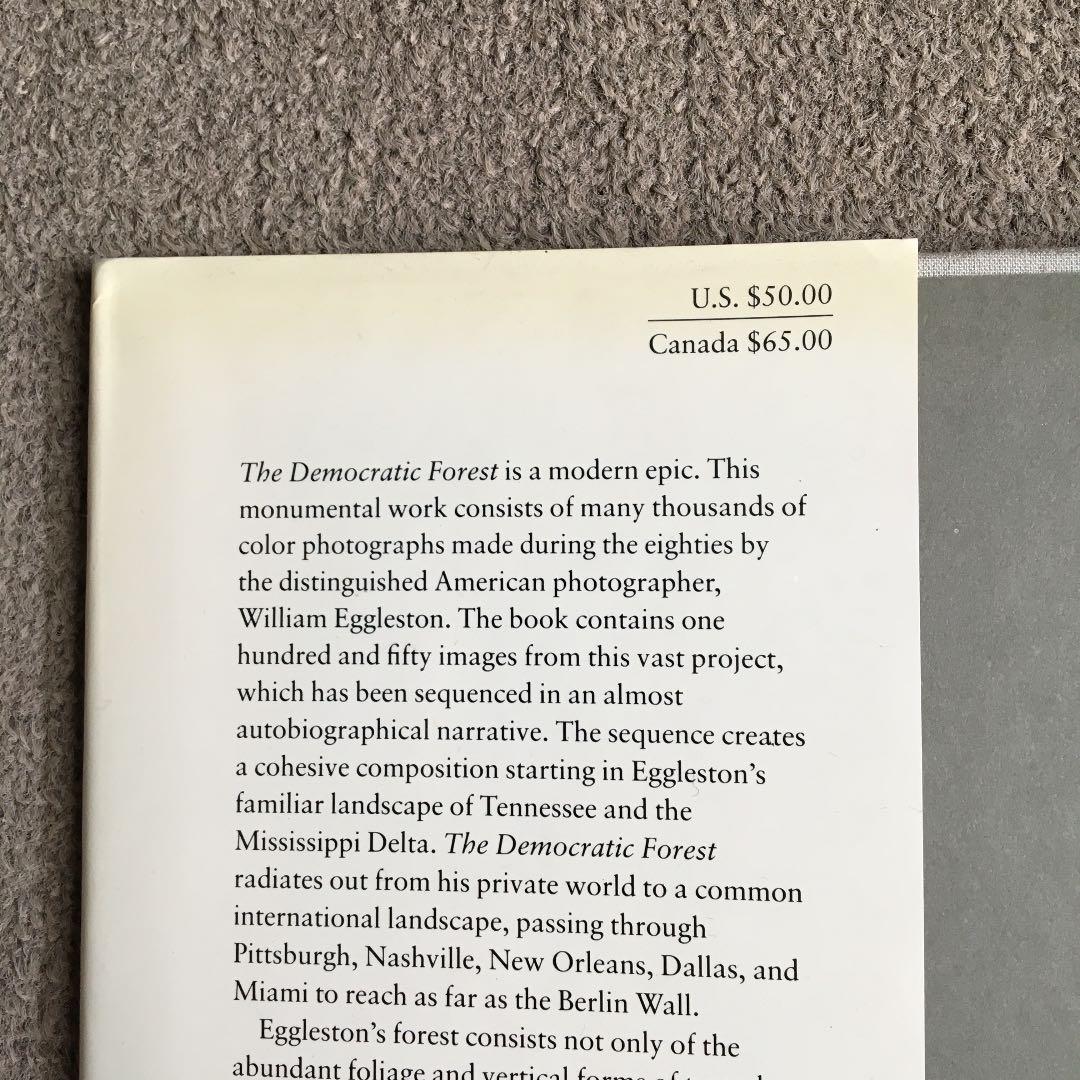 U.S. $50.00
Canada $65.00
The Democratic Forest is a modern epic. This
monumental work consists of many thousands of
color photographs made during the eighties by
the distinguished American photographer,
William Eggleston. The book contains one
hundred and fifty images from this vast project,
which has been sequenced in an almost
autobiographical narrative. The sequence creates
a cohesive composition starting in Eggleston's
familiar landscape of Tennessee and the
Mississippi Delta. The Democratic Forest
radiates out from his private world to a common
international landscape, passing through
Pittsburgh, Nashville, New Orleans, Dallas, and
Miami to reach as far as the Berlin Wall.
Eggleston's forest consists not only of the
abundant foliage and vertical forms of